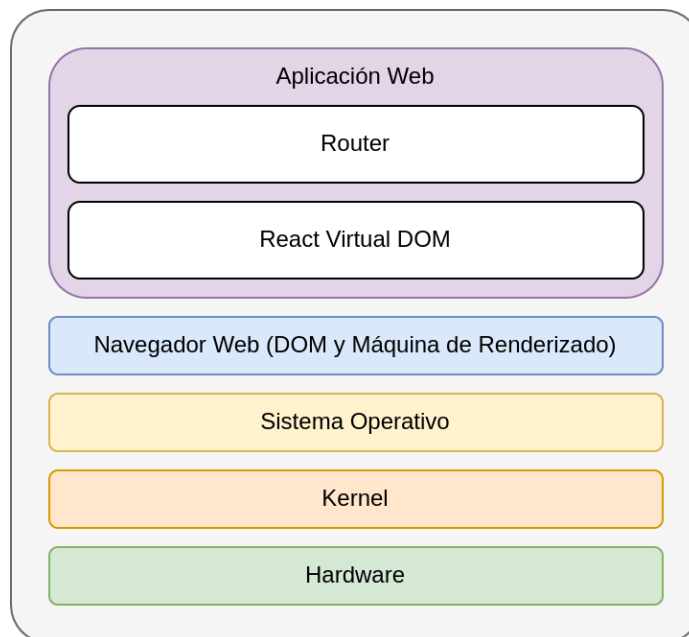 Aplicación Web
Router
React Virtual DOM
Navegador Web (DOM y Máquina de Renderizado)
Sistema Operativo
Kernel
Hardware